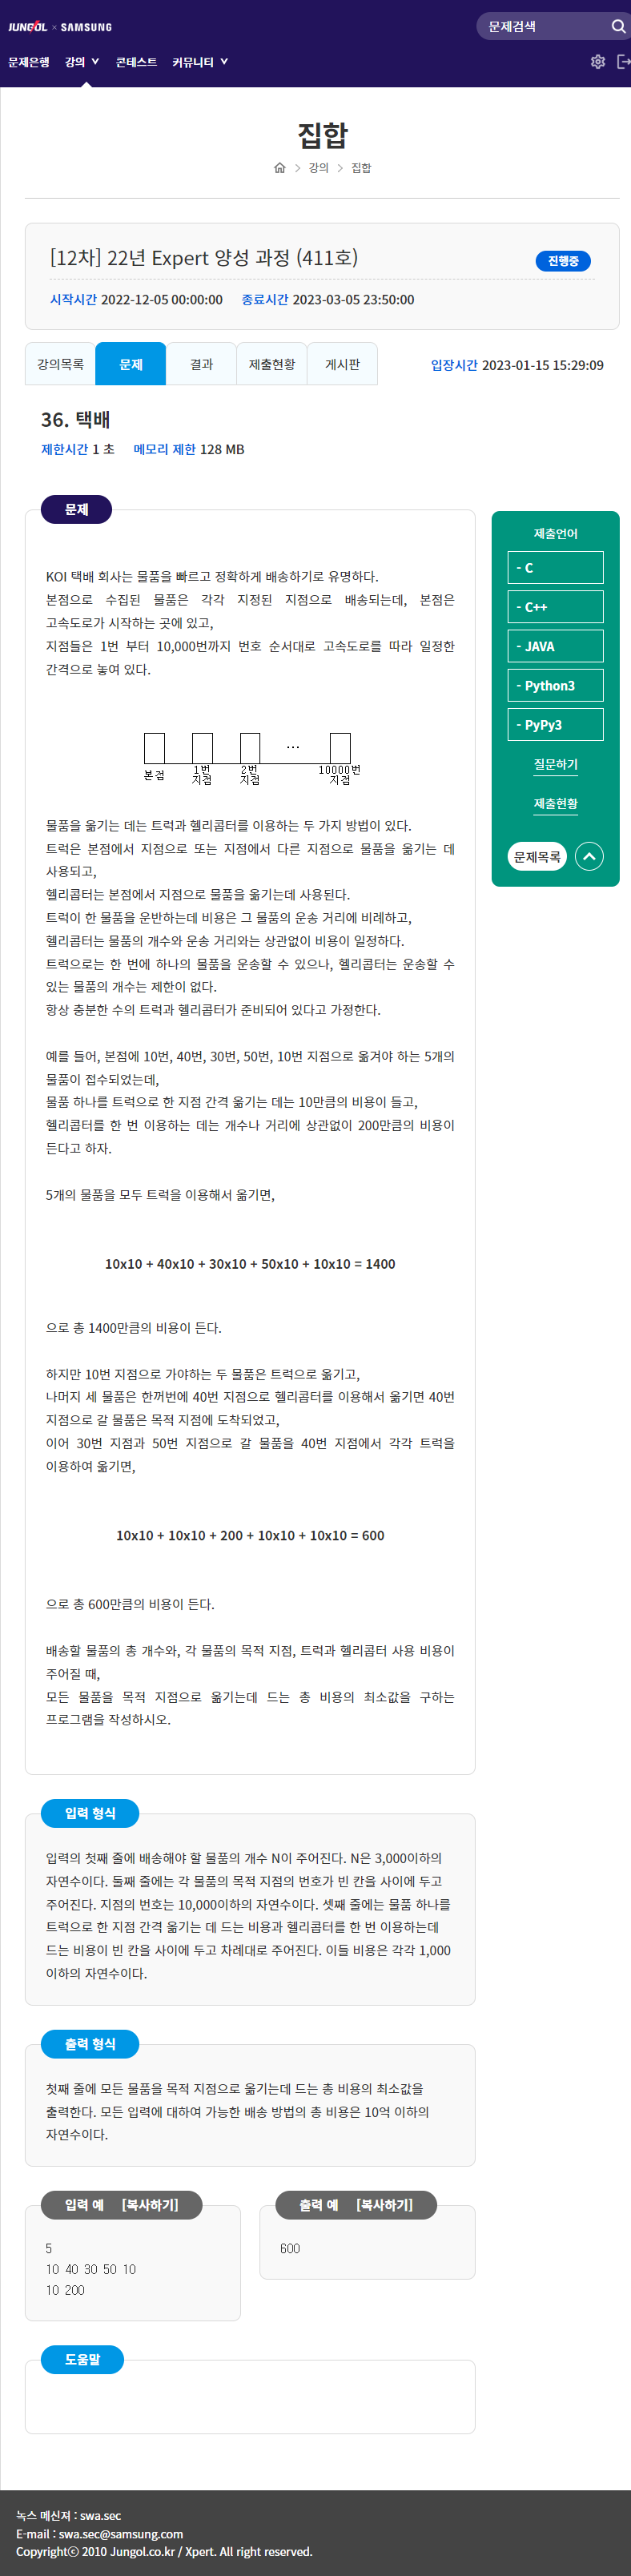 JUNGOL × SAMSUNG
문제검색
문제은행 강의 콘테스트 커뮤니티
집합
강의 집합
[12차] 22년 Expert 양성 과정 (411호)
진행중
시작시간 2022-12-05 00:00:00 종료시간 2023-03-05 23:50:00
강의목록 문제 결과 제출현황 게시판
입장시간 2023-01-15 15:29:09
36. 택배
제한시간 1 초 메모리 제한 128 MB
문제
KOI 택배 회사는 물품을 빠르고 정확하게 배송하기로 유명하다.
본점으로 수집된 물품은 각각 지정된 지점으로 배송되는데, 본점은
고속도로가 시작하는 곳에 있고,
지점들은 1번 부터 10,000번까지 번호 순서대로 고속도로를 따라 일정한
간격으로 놓여 있다.
...
본점 1번 지점 2번 지점 10000번 지점
물품을 옮기는 데는 트럭과 헬리콥터를 이용하는 두 가지 방법이 있다.
트럭은 본점에서 지점으로 또는 지점에서 다른 지점으로 물품을 옮기는 데
사용되고,
헬리콥터는 본점에서 지점으로 물품을 옮기는데 사용된다.
트럭이 한 물품을 운반하는데 비용은 그 물품의 운송 거리에 비례하고,
헬리콥터는 물품의 개수와 운송 거리와는 상관없이 비용이 일정하다.
트럭으로는 한 번에 하나의 물품을 운송할 수 있으나, 헬리콥터는 운송할 수
있는 물품의 개수는 제한이 없다.
항상 충분한 수의 트럭과 헬리콥터가 준비되어 있다고 가정한다.
예를 들어, 본점에 10번, 40번, 30번, 50번, 10번 지점으로 옮겨야 하는 5개의
물품이 접수되었는데,
물품 하나를 트럭으로 한 지점 간격 옮기는 데는 10만큼의 비용이 들고,
헬리콥터를 한 번 이용하는 데는 개수나 거리에 상관없이 200만큼의 비용이
든다고 하자.
5개의 물품을 모두 트럭을 이용해서 옮기면,
10x10 + 40x10 + 30x10 + 50x10 + 10x10 = 1400
으로 총 1400만큼의 비용이 든다.
하지만 10번 지점으로 가야하는 두 물품은 트럭으로 옮기고,
나머지 세 물품은 한꺼번에 40번 지점으로 헬리콥터를 이용해서 옮기면 40번
지점으로 갈 물품은 목적 지점에 도착되었고,
이어 30번 지점과 50번 지점으로 갈 물품을 40번 지점에서 각각 트럭을
이용하여 옮기면,
10x10 + 10x10 + 200 + 10x10 + 10x10 = 600
으로 총 600만큼의 비용이 든다.
배송할 물품의 총 개수와, 각 물품의 목적 지점, 트럭과 헬리콥터 사용 비용이
주어질 때,
모든 물품을 목적 지점으로 옮기는데 드는 총 비용의 최소값을 구하는
프로그램을 작성하시오.
제출언어
- C
- C++
- JAVA
- Python3
- PyPy3
질문하기
제출현황
문제목록
입력 형식
입력의 첫째 줄에 배송해야 할 물품의 개수 N이 주어진다. N은 3,000이하의
자연수이다. 둘째 줄에는 각 물품의 목적 지점의 번호가 빈 칸을 사이에 두고
주어진다. 지점의 번호는 10,000이하의 자연수이다. 셋째 줄에는 물품 하나를
트럭으로 한 지점 간격 옮기는 데 드는 비용과 헬리콥터를 한 번 이용하는데
드는 비용이 빈 칸을 사이에 두고 차례대로 주어진다. 이들 비용은 각각 1,000
이하의 자연수이다.
출력 형식
첫째 줄에 모든 물품을 목적 지점으로 옮기는데 드는 총 비용의 최소값을
출력한다. 모든 입력에 대하여 가능한 배송 방법의 총 비용은 10억 이하의
자연수이다.
입력 예 [복사하기]
5
10 40 30 50 10
10 200
출력 예 [복사하기]
600
도움말
녹스 메신져 : swa.sec
E-mail : swa.sec@samsung.com
Copyrightⓒ 2010 Jungol.co.kr / Xpert. All right reserved.